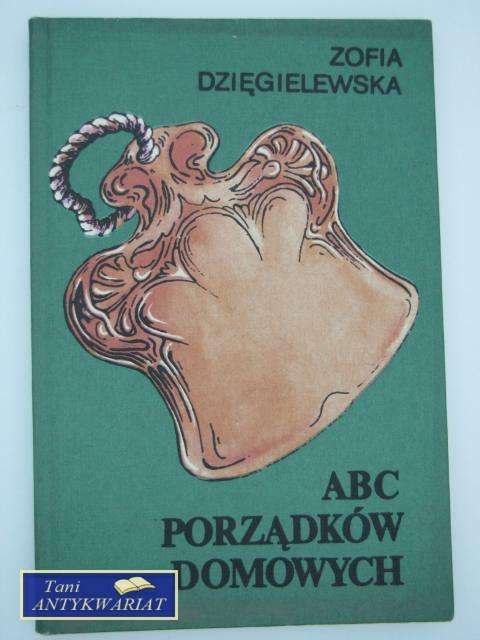 ZOFIA
DZIĘGIELEWSKA
ABC
PORZĄDKÓW
DOMOWYCH
Tani
ANTYKWARIAT